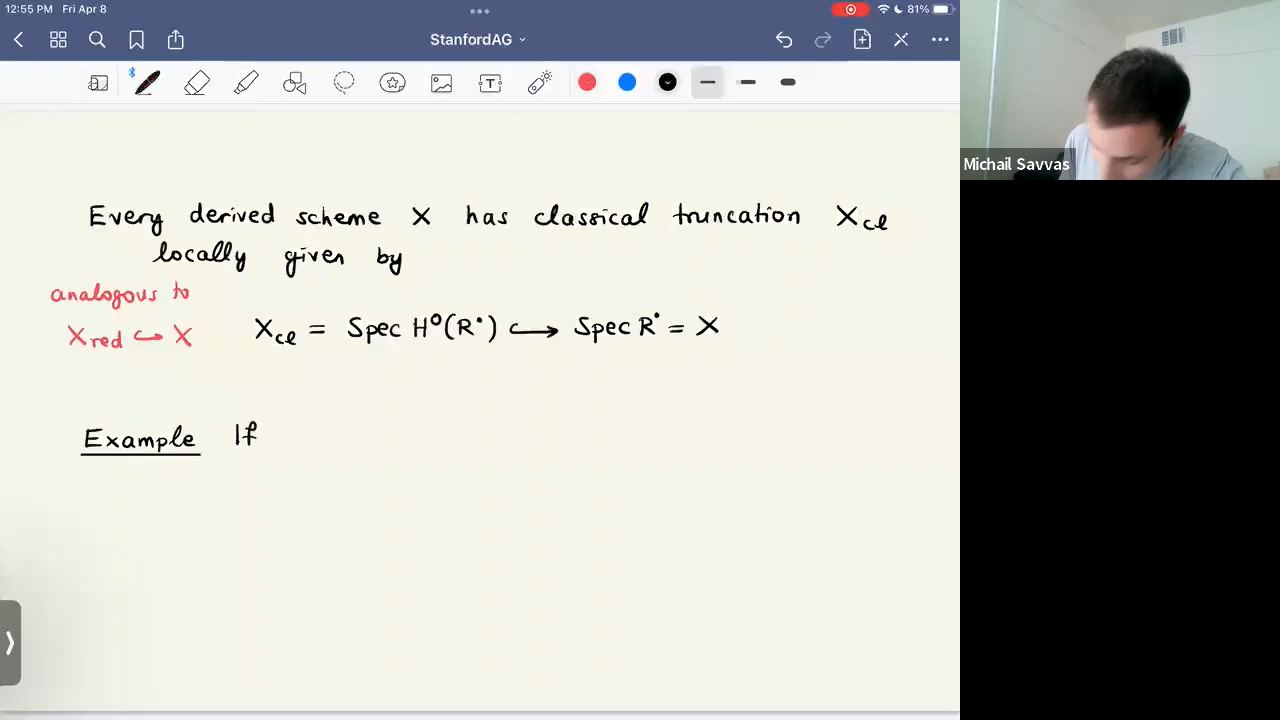 12:55 PM Fri Apr 8
81%
StanfordAG
Michail Savvas
Every derived scheme X has classical truncation X_cl
locally given by
analogous to
X_red ↪ X
X_cl = Spec H⁰(R^•) ↪ Spec R^• = X
Example If